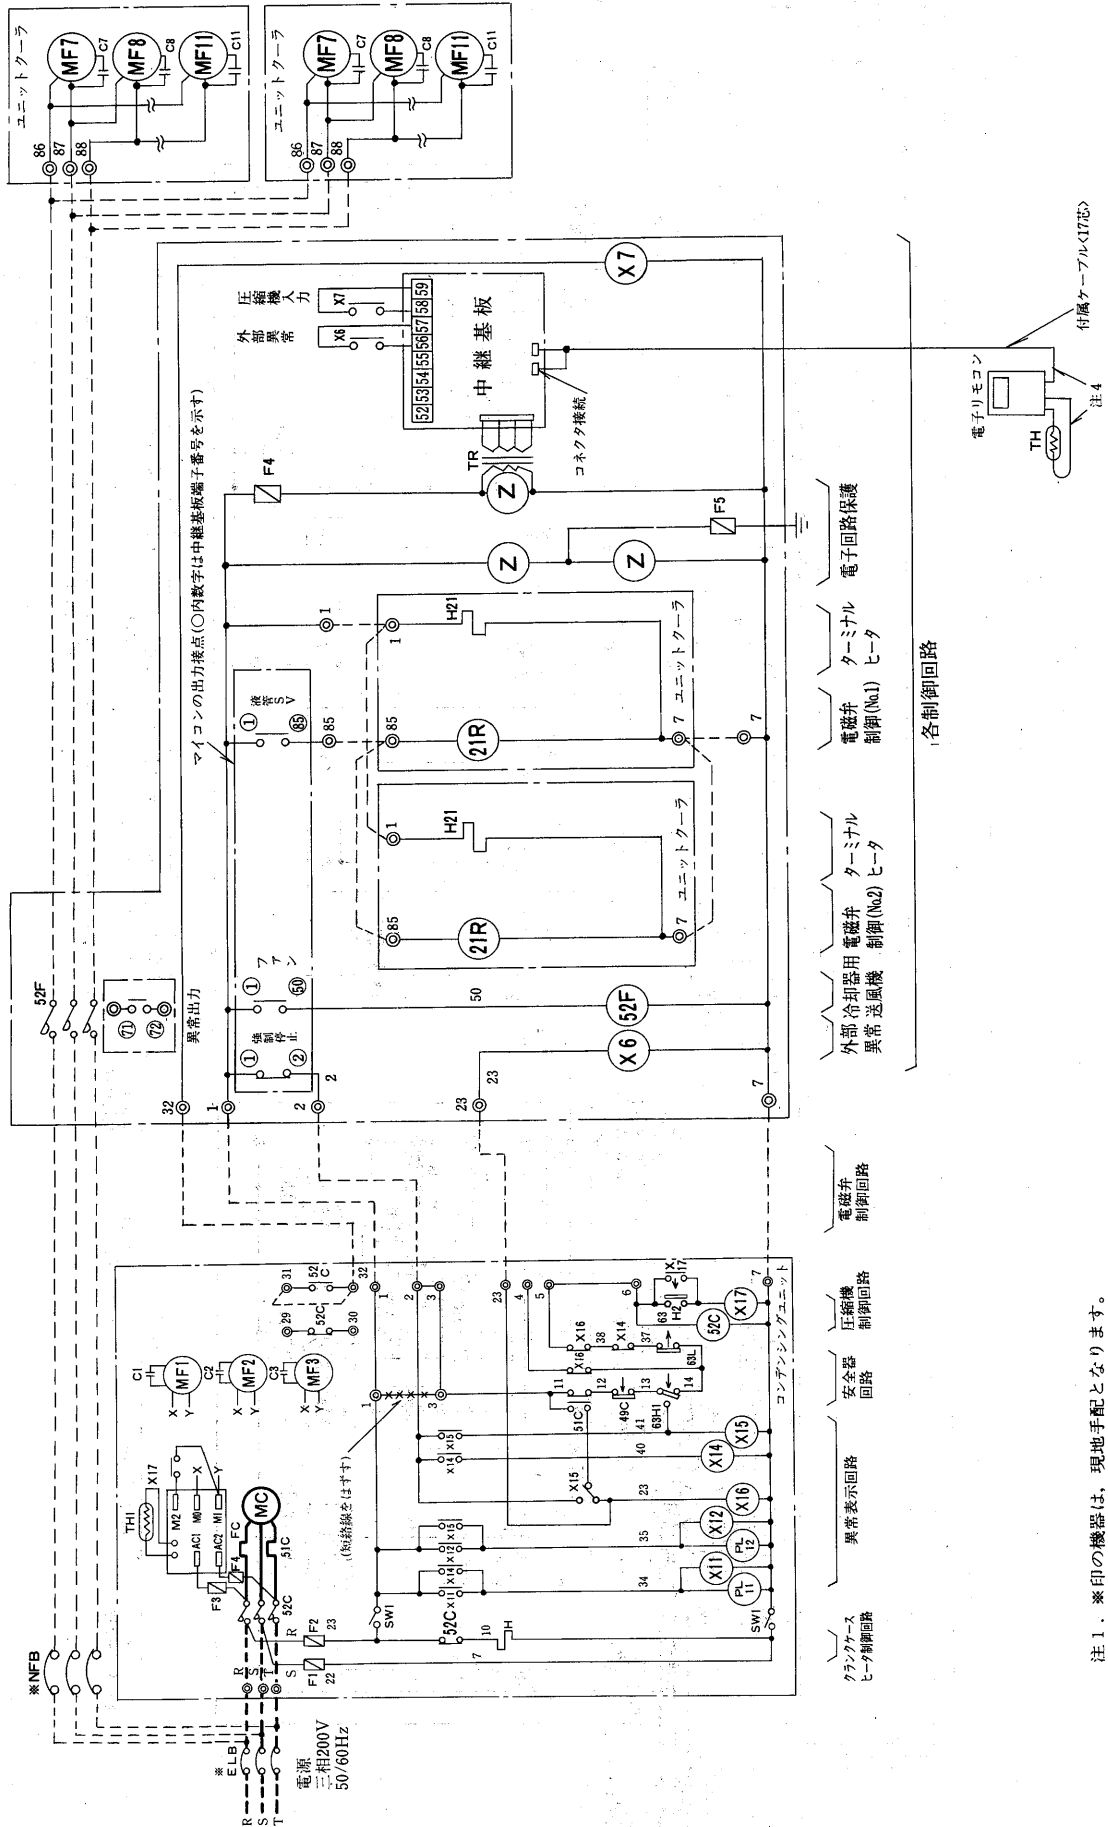 ユニットクーラ
MF7
C7
MF8
C8
MF11
C11
86
87
88
ユニットクーラ
MF7
C7
MF8
C8
MF11
C11
86
87
88
※NFB
52F
71
72
異常出力
マイコンの出力接点(○内数字は中継基板端子番号を示す)
圧縮機入力
X7
外部異常
X6
52 53 54 55 56 57 58 59
中継基板
コネクタ接続
TR
F4
Z
Z
Z
F5
X7
電子リモコン
TH
注4
付属ケーブル<17芯>
液管SV
1
85
85
1
1
H21
85
21R
7
7
ユニットクーラ
1
H21
85
21R
7
ユニットクーラ
ファン
1
50
50
52F
強制停止
1
2
2
X6
23
32
1
2
23
7
電子回路保護
ターミナルヒータ
電磁弁制御(No.1)
ターミナルヒータ
電磁弁制御(No.2)
冷却器用送風機
外部異常
各制御回路
電磁弁制御回路
圧縮機制御回路
安全器回路
異常表示回路
クランクケースヒータ制御回路
コンデンシングユニット
※ELB
R
S
T
電源
三相200V
50/60Hz
R
S
T
TH1
X17
M2
M0
M1
AC1
AC2
X
Y
FC
MC
51C
52C
F3
F4
R
S
F2
23
F1
22
C1
MF1
X
Y
C2
MF2
X
Y
C3
MF3
X
Y
29
52C
30
31
52C
32
1
2
3
23
4
5
6
7
1
3
(短絡線をはずす)
SW1
SW1
52C
10
H
7
X11
X14
34
PL11
X11
X12
X15
35
PL12
X12
X15
23
X16
X14
X15
40
41
X14
X15
51C
11
12
49C
13
63H1
14
X16
X16
38
X14
37
63L
63H2
X17
52C
X17
注1．※印の機器は，現地手配となります。